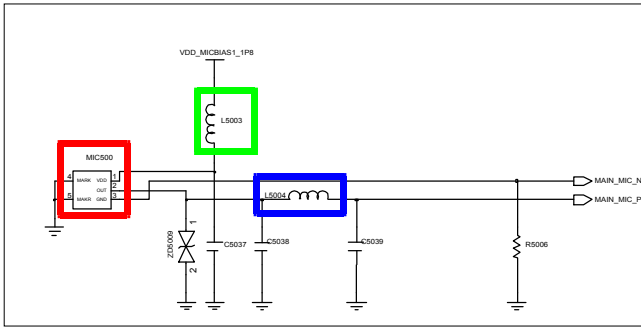 VDD_MICBIAS1_1P8
L5003
MIC500
4 MARK VDD 1
OUT 2
5 MAKR GND 3
L5004
MAIN_MIC_N
MAIN_MIC_P
ZD5009
1
2
C5037
C5038
C5039
R5006